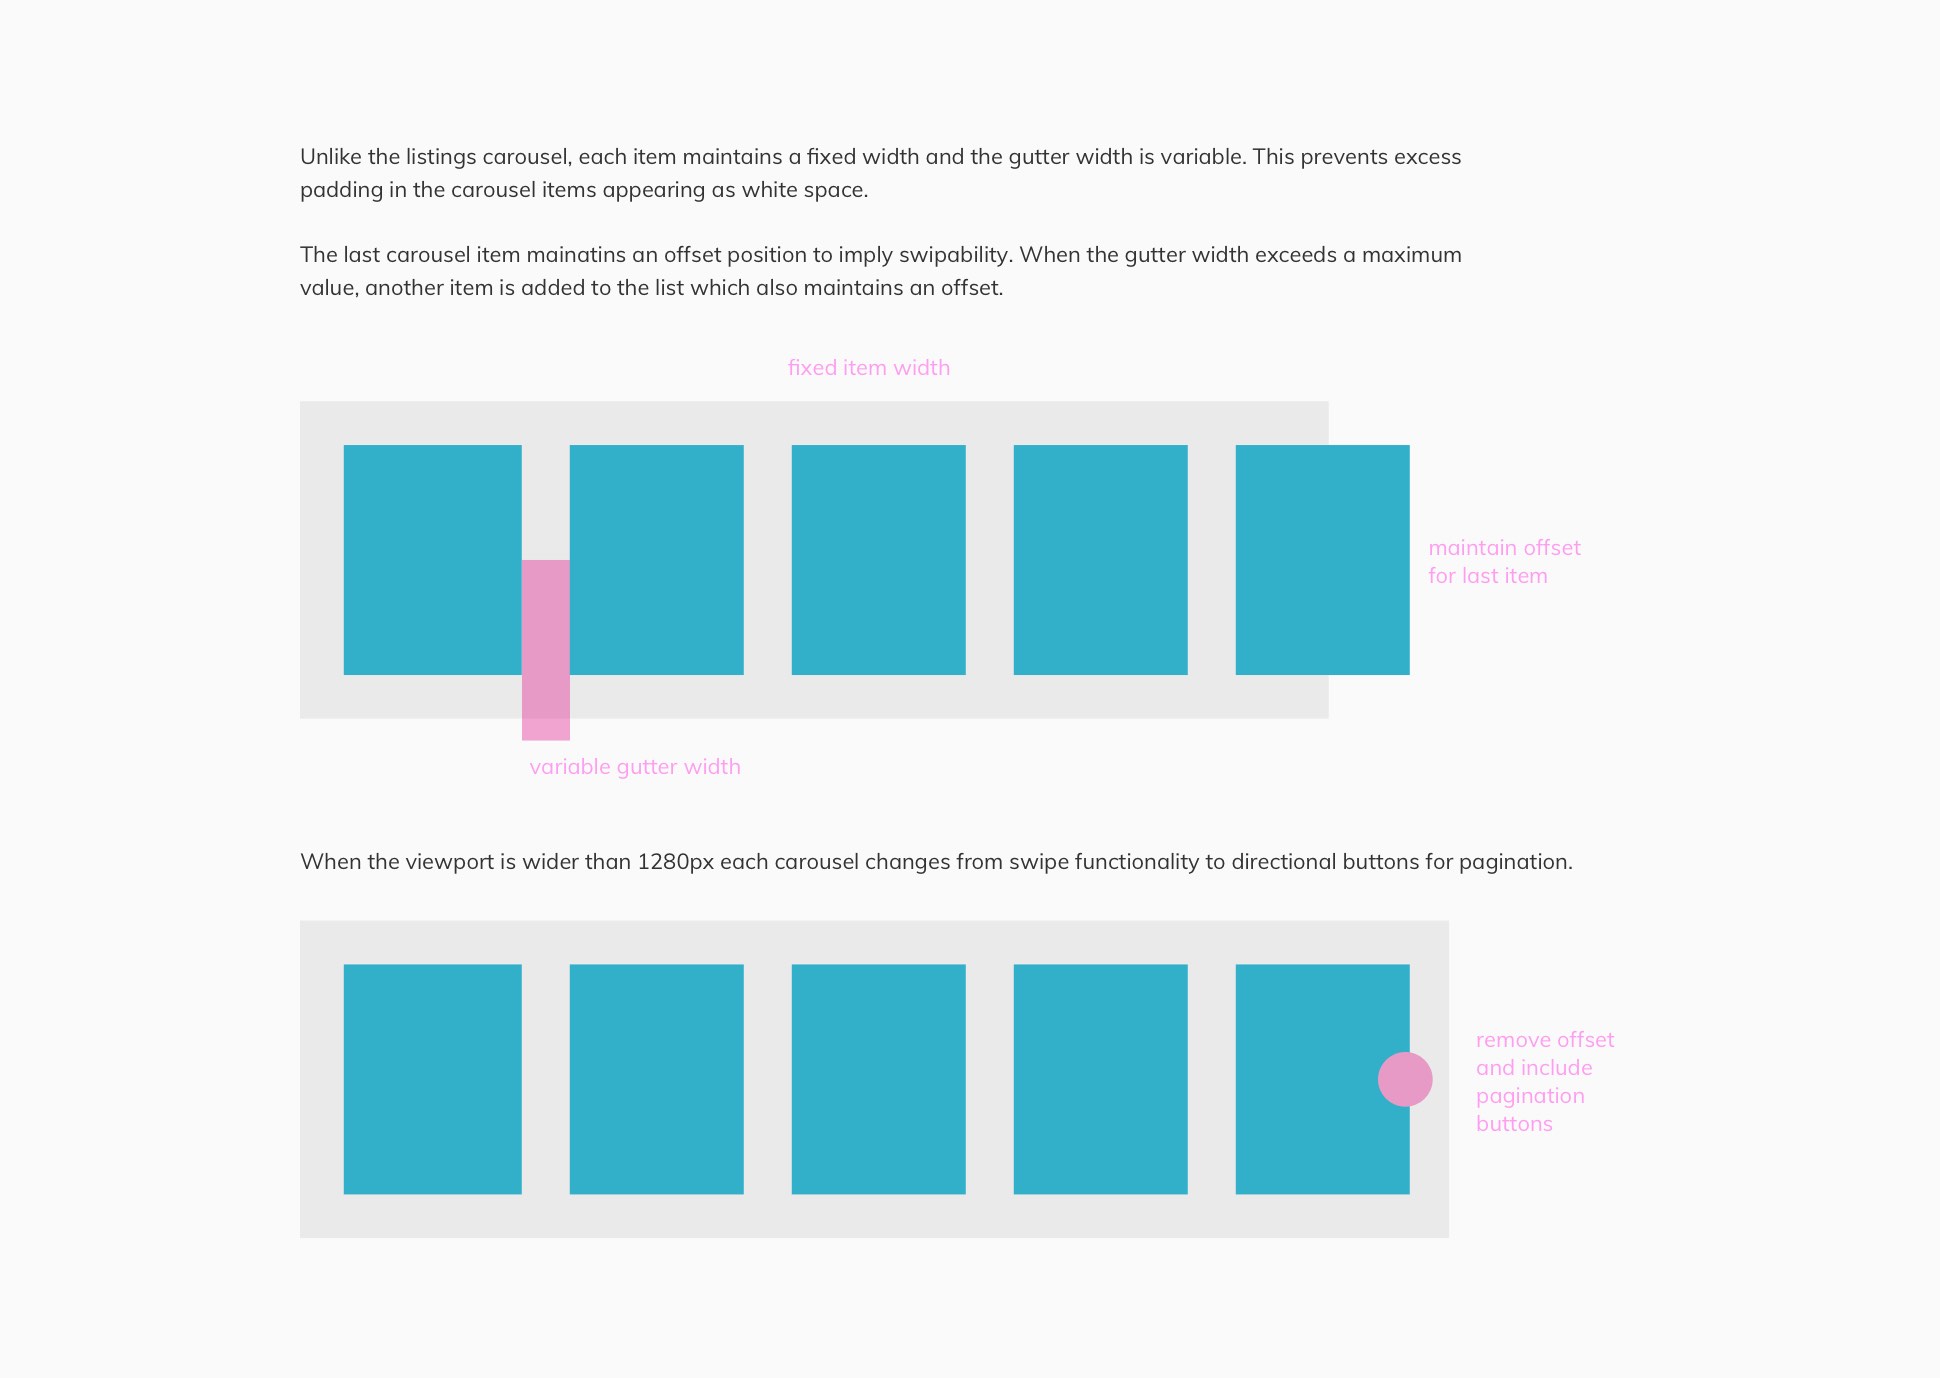 Unlike the listings carousel, each item maintains a fixed width and the gutter width is variable. This prevents excess
padding in the carousel items appearing as white space.
The last carousel item mainatins an offset position to imply swipability. When the gutter width exceeds a maximum
value, another item is added to the list which also maintains an offset.
fixed item width
maintain offset
for last item
variable gutter width
When the viewport is wider than 1280px each carousel changes from swipe functionality to directional buttons for pagination.
remove offset
and include
pagination
buttons